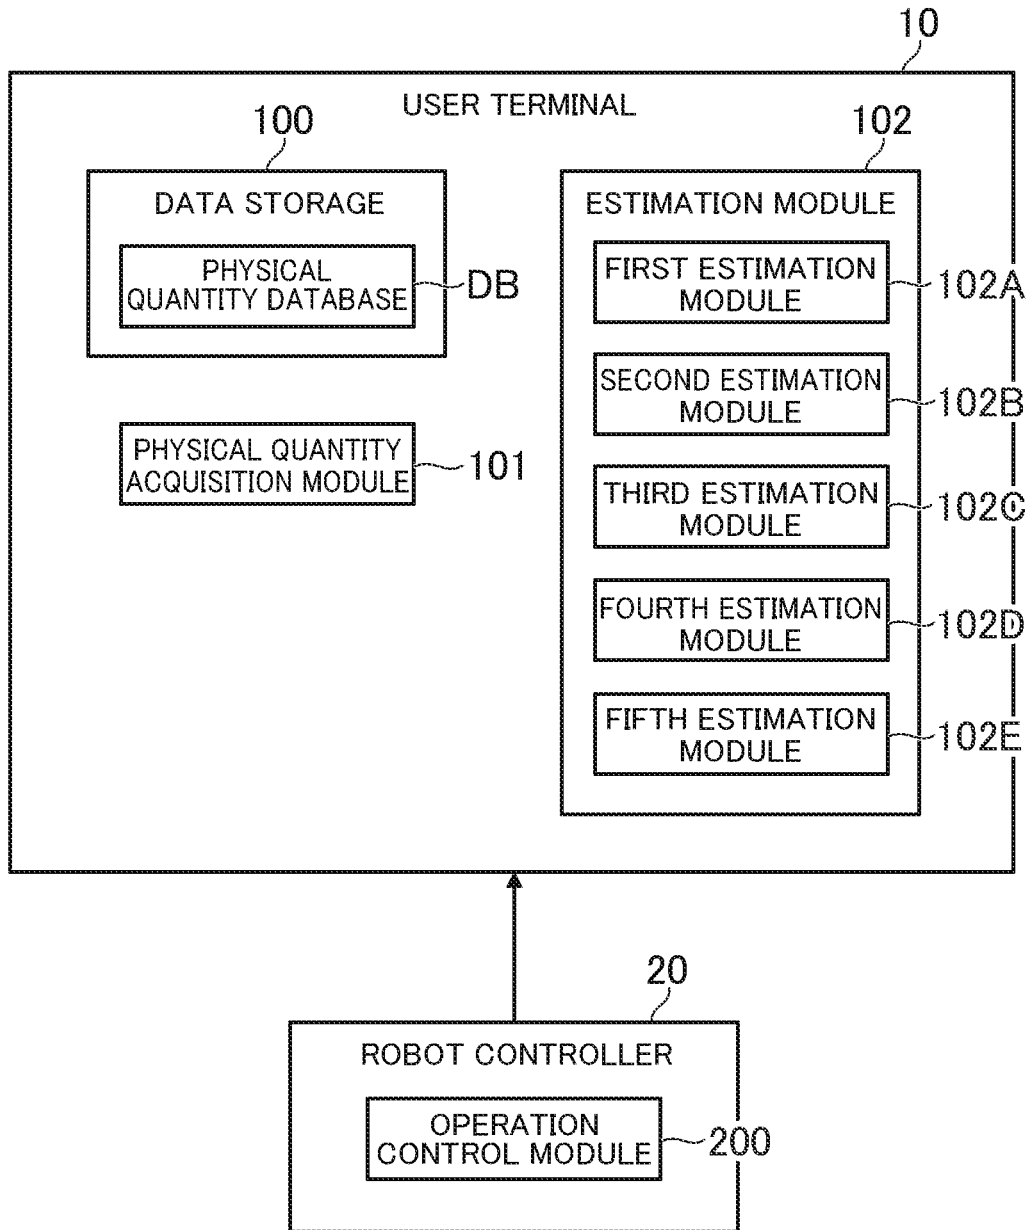 10
USER TERMINAL
100
DATA STORAGE
PHYSICAL
QUANTITY DATABASE
DB
PHYSICAL QUANTITY
ACQUISITION MODULE
101
102
ESTIMATION MODULE
FIRST ESTIMATION
MODULE
102A
SECOND ESTIMATION
MODULE
102B
THIRD ESTIMATION
MODULE
102C
FOURTH ESTIMATION
MODULE
102D
FIFTH ESTIMATION
MODULE
102E
20
ROBOT CONTROLLER
OPERATION
CONTROL MODULE
200